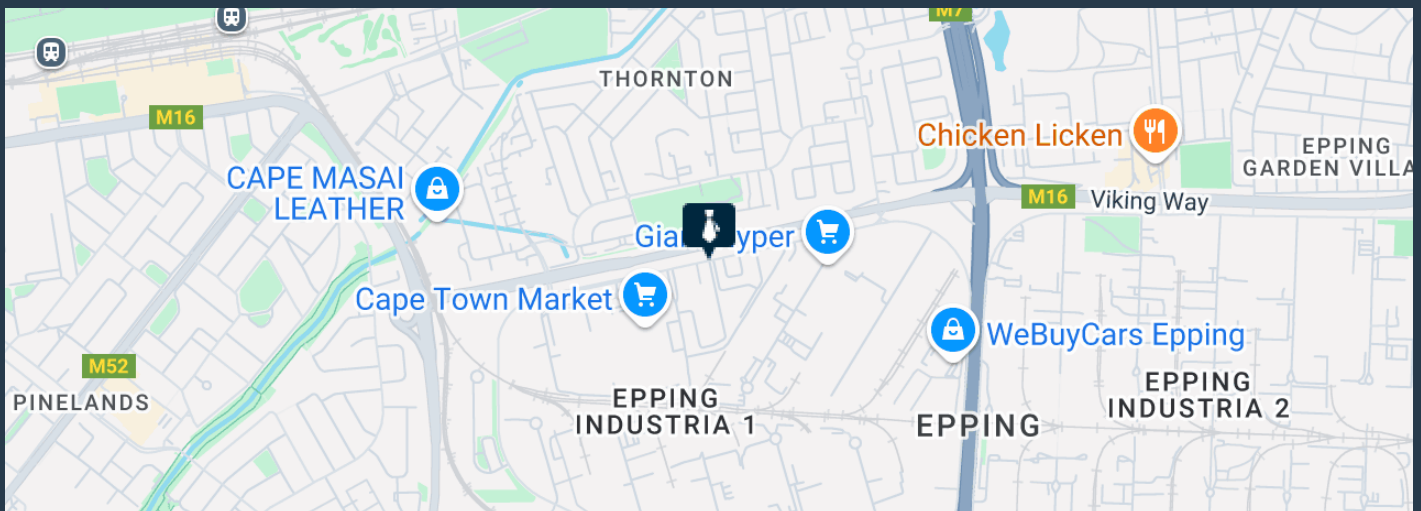 M7
THORNTON
M16
Chicken Licken
EPPING
GARDEN VILLA
CAPE MASAI
LEATHER
M16
Viking Way
Cape Town Market
WeBuyCars Epping
M52
PINELANDS
EPPING
INDUSTRIA 1
EPPING
EPPING
INDUSTRIA 2